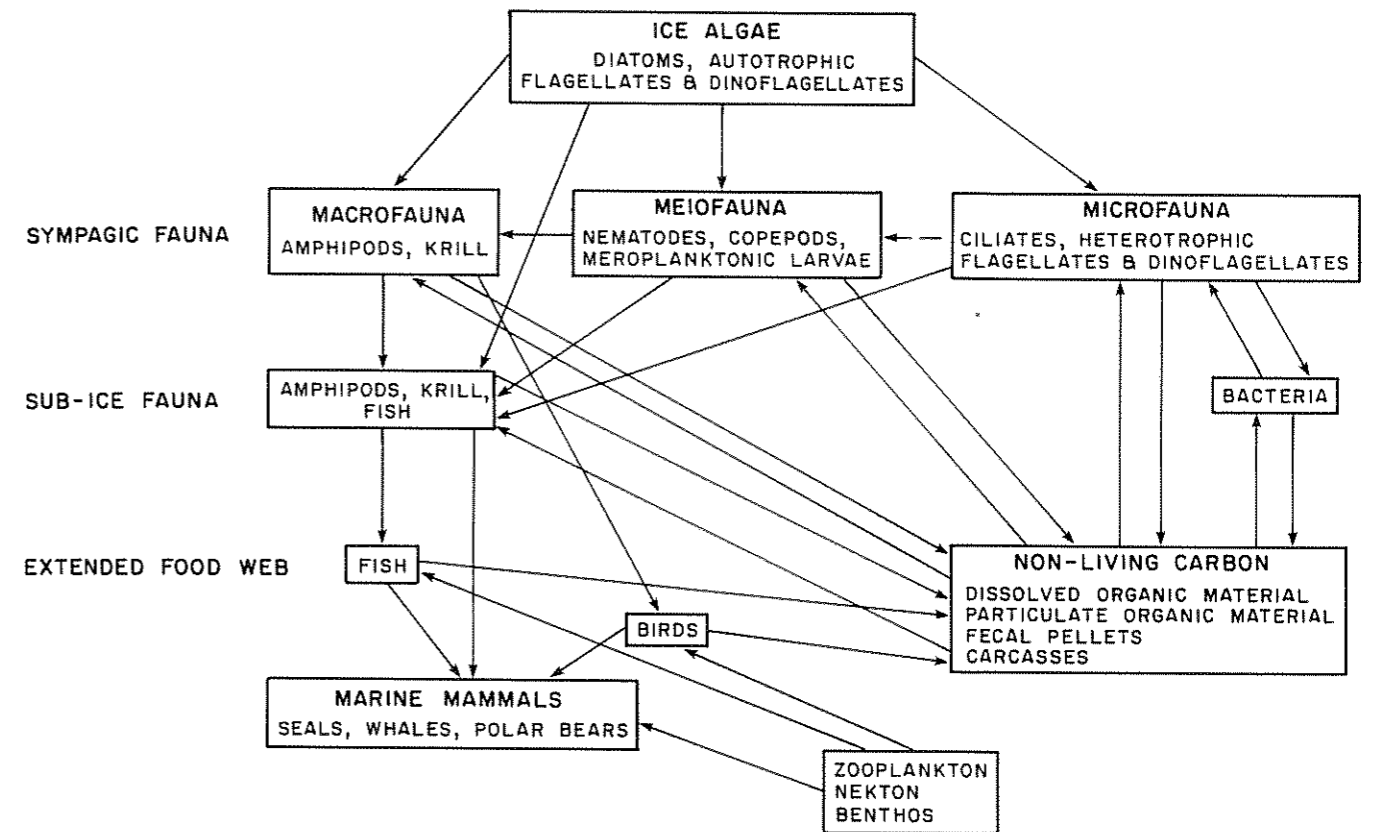 ICE ALGAE
DIATOMS, AUTOTROPHIC
FLAGELLATES & DINOFLAGELLATES
SYMPAGIC FAUNA
MACROFAUNA
AMPHIPODS, KRILL
MEIOFAUNA
NEMATODES, COPEPODS,
MEROPLANKTONIC LARVAE
MICROFAUNA
CILIATES, HETEROTROPHIC
FLAGELLATES & DINOFLAGELLATES
SUB-ICE FAUNA
AMPHIPODS, KRILL,
FISH
BACTERIA
EXTENDED FOOD WEB
FISH
BIRDS
NON-LIVING CARBON
DISSOLVED ORGANIC MATERIAL
PARTICULATE ORGANIC MATERIAL
FECAL PELLETS
CARCASSES
MARINE MAMMALS
SEALS, WHALES, POLAR BEARS
ZOOPLANKTON
NEKTON
BENTHOS